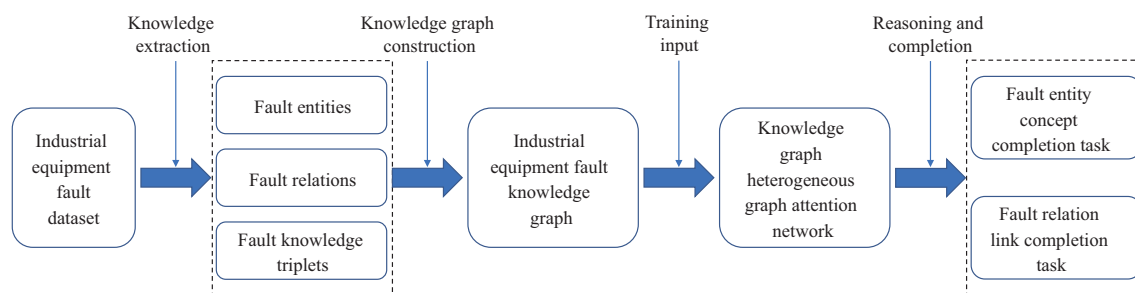 Knowledge
extraction
Knowledge graph
construction
Training
input
Reasoning and
completion
Industrial
equipment
fault
dataset
Fault entities
Fault relations
Fault knowledge
triplets
Industrial
equipment fault
knowledge
graph
Knowledge
graph
heterogeneous
graph attention
network
Fault entity
concept
completion task
Fault relation
link completion
task